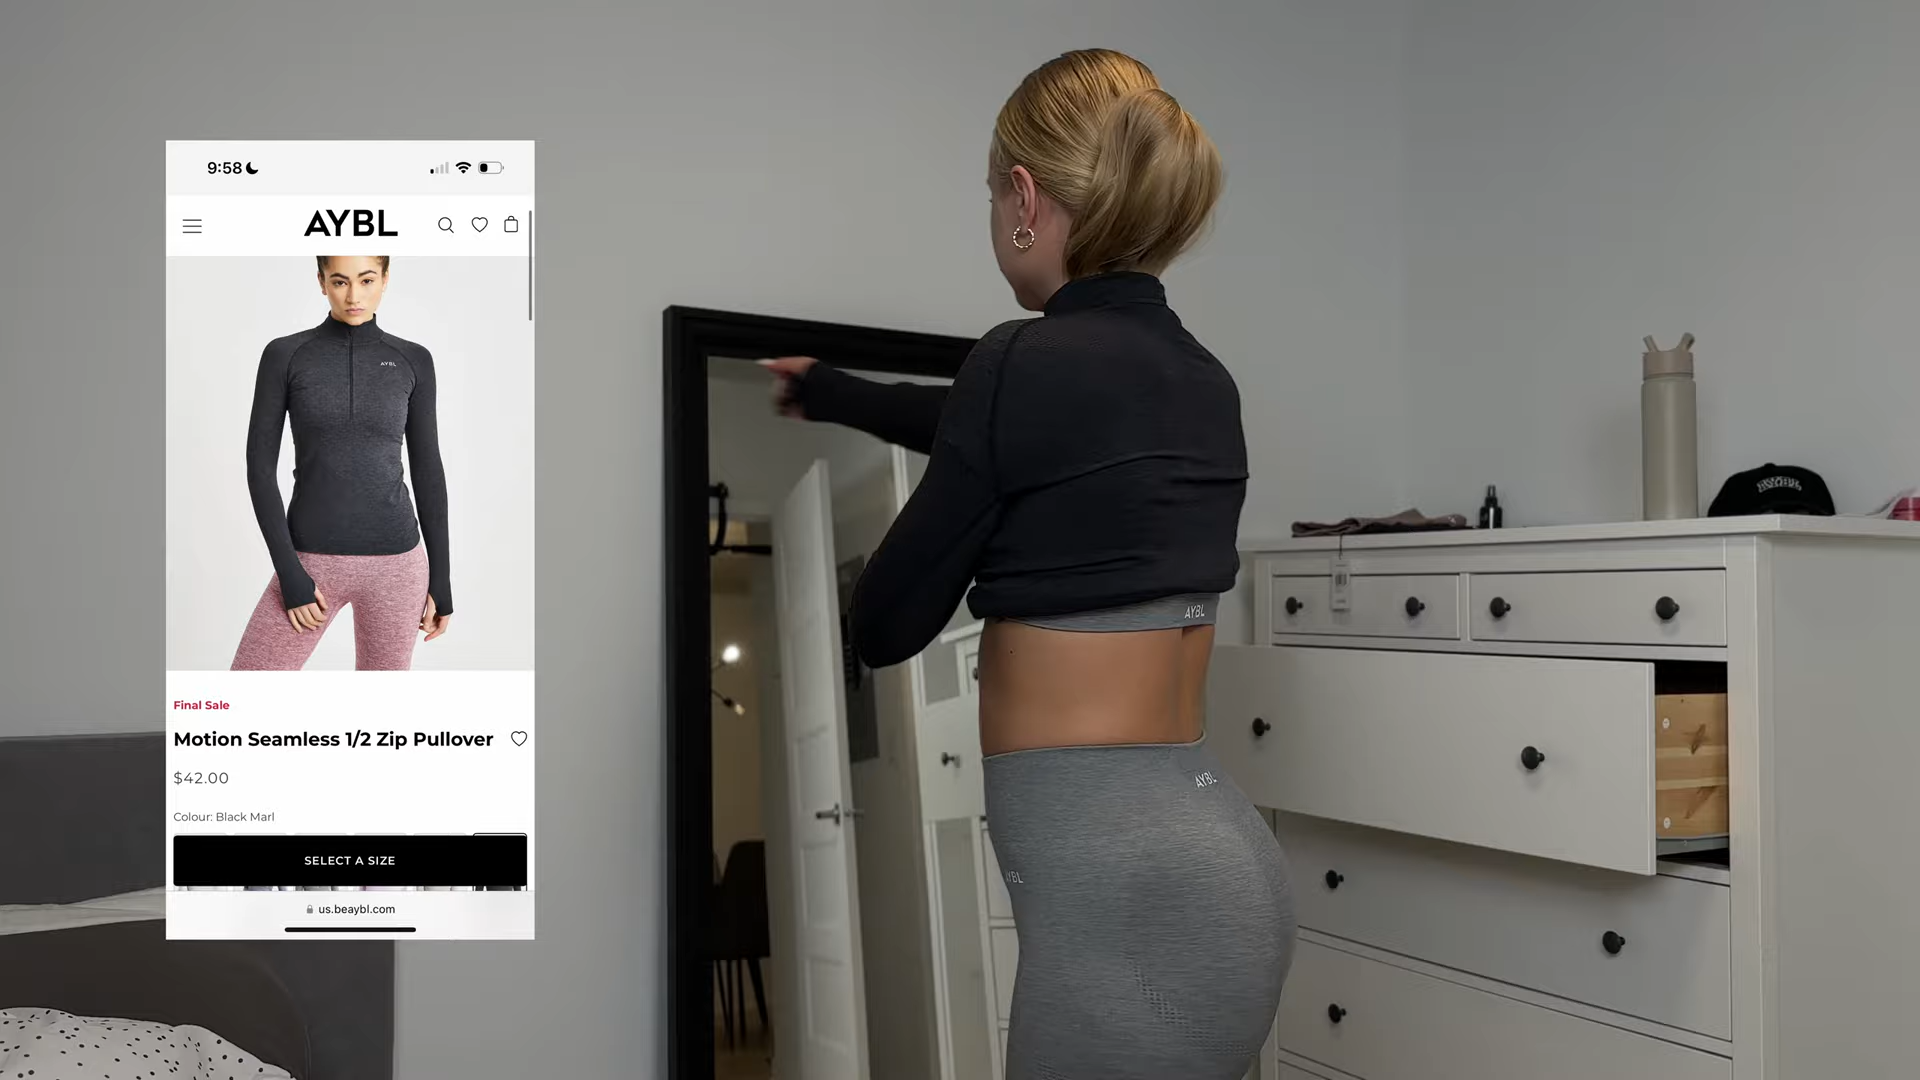 9:58
AYBL
AYBL
Final Sale
Motion Seamless 1/2 Zip Pullover
$42.00
Colour: Black Marl
SELECT A SIZE
us.beaybl.com
AYBL
AYBL
AYBL
AYBL